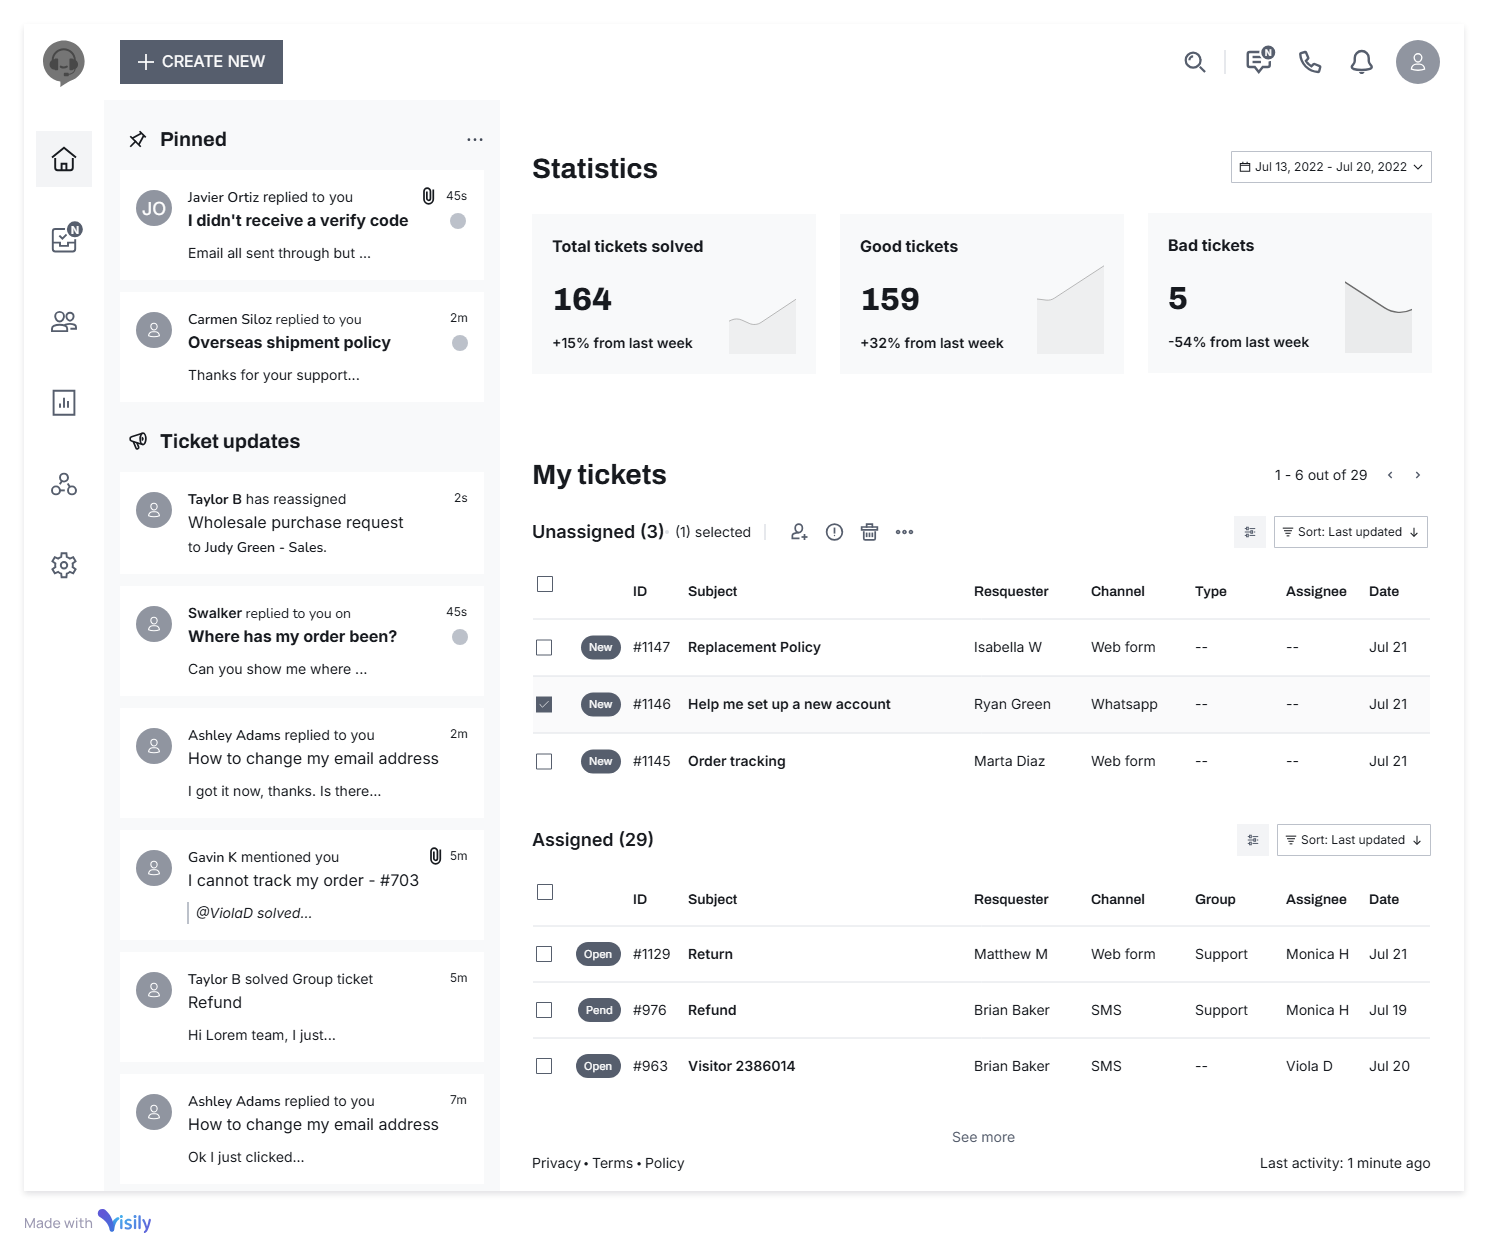 CREATE NEW
N
N
Pinned
JO
Javier Ortiz replied to you
45s
I didn't receive a verify code
Email all sent through but ...
Carmen Siloz replied to you
2m
Overseas shipment policy
Thanks for your support...
Ticket updates
Taylor B has reassigned
2s
Wholesale purchase request
to Judy Green - Sales.
Swalker replied to you on
45s
Where has my order been?
Can you show me where ...
Ashley Adams replied to you
2m
How to change my email address
I got it now, thanks. Is there...
Gavin K mentioned you
5m
I cannot track my order - #703
@ViolaD solved...
Taylor B solved Group ticket
5m
Refund
Hi Lorem team, I just...
Ashley Adams replied to you
7m
How to change my email address
Ok I just clicked...
Statistics
Jul 13, 2022 - Jul 20, 2022
Total tickets solved
164
+15% from last week
Good tickets
159
+32% from last week
Bad tickets
5
-54% from last week
My tickets
1 - 6 out of 29
Unassigned (3)
(1) selected
Sort: Last updated
ID Subject Resquester Channel Type Assignee Date
New #1147 Replacement Policy Isabella W Web form -- -- Jul 21
New #1146 Help me set up a new account Ryan Green Whatsapp -- -- Jul 21
New #1145 Order tracking Marta Diaz Web form -- -- Jul 21
Assigned (29)
Sort: Last updated
ID Subject Resquester Channel Group Assignee Date
Open #1129 Return Matthew M Web form Support Monica H Jul 21
Pend #976 Refund Brian Baker SMS Support Monica H Jul 19
Open #963 Visitor 2386014 Brian Baker SMS -- Viola D Jul 20
See more
Privacy • Terms • Policy
Last activity: 1 minute ago
Made with Visily